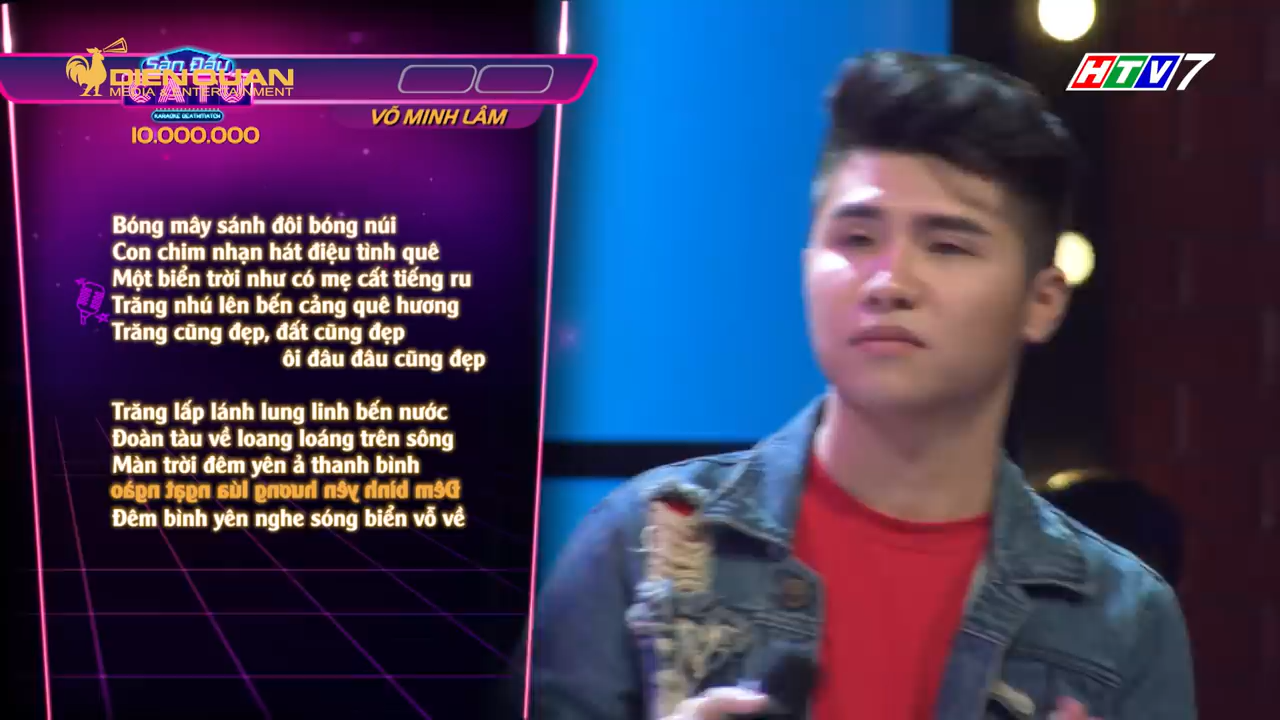 Sàn Đấu
CA TỪ
KARAOKE DEATHMATCH
ĐIỀN QUÂN
MEDIA & ENTERTAINMENT
10.000.000
VÕ MINH LÂM
HTV7
Bóng mây sánh đôi bóng núi
Con chim nhạn hát điệu tình quê
Một biển trời như có mẹ cất tiếng ru
Trăng nhú lên bến cảng quê hương
Trăng cũng đẹp, đất cũng đẹp
ôi đâu đâu cũng đẹp
Trăng lấp lánh lung linh bến nước
Đoàn tàu về loang loáng trên sông
Màn trời đêm yên ả thanh bình
Đêm bình yên hương lúa ngạt ngào
Đêm bình yên nghe sóng biển vỗ về